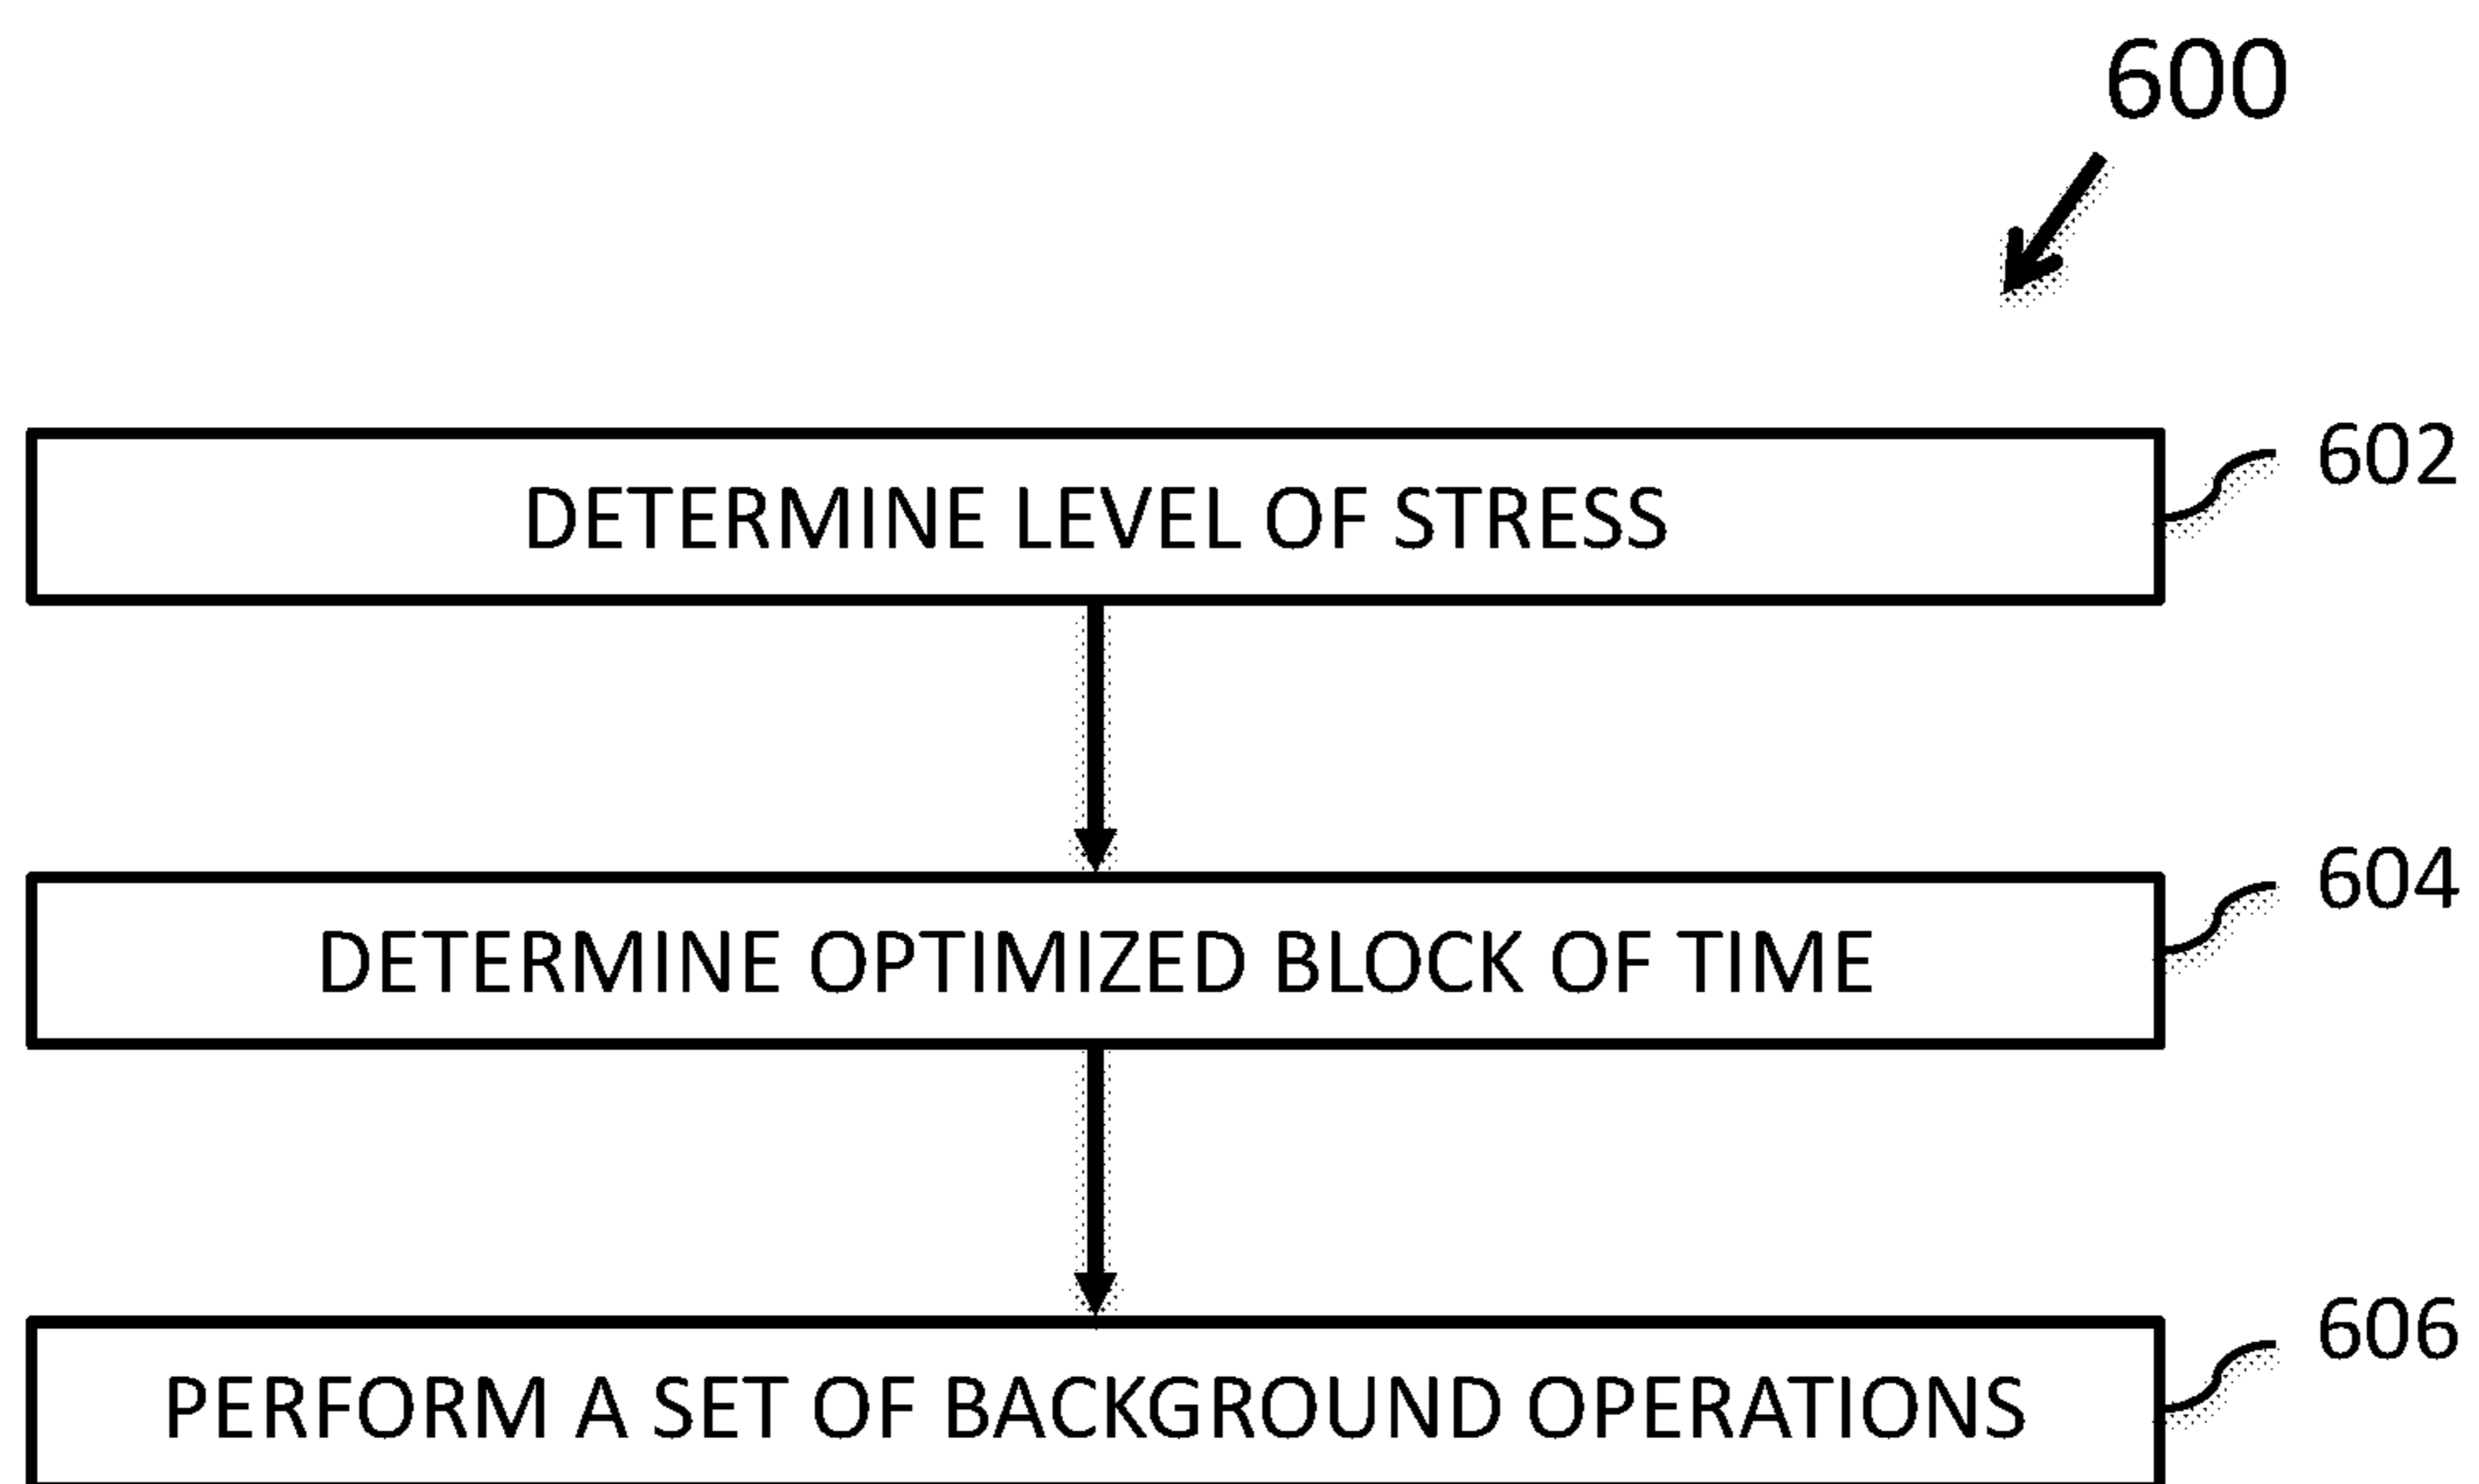 600
602
DETERMINE LEVEL OF STRESS
604
DETERMINE OPTIMIZED BLOCK OF TIME
606
PERFORM A SET OF BACKGROUND OPERATIONS